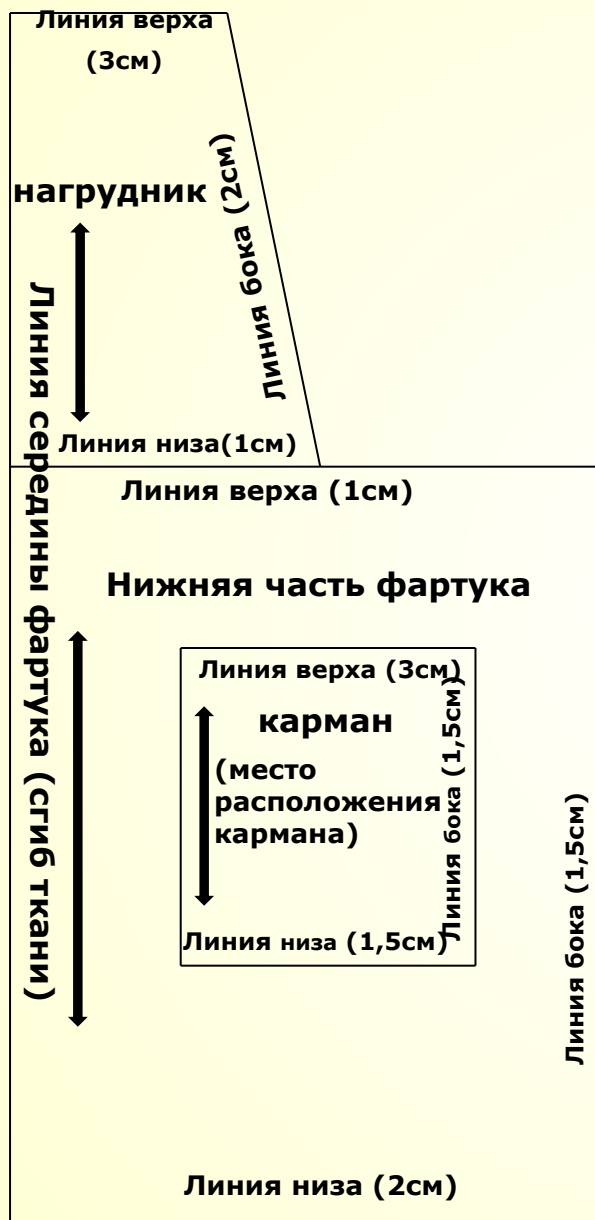 Линия верха
(3см)
нагрудник
Линия бока (2см)
Линия середины фартука (сгиб ткани)
Линия низа(1см)
Линия верха (1см)
Нижняя часть фартука
Линия верха (3см)
карман
(место
расположения
кармана)
Линия бока (1,5см)
Линия низа (1,5см)
Линия бока (1,5см)
Линия низа (2см)